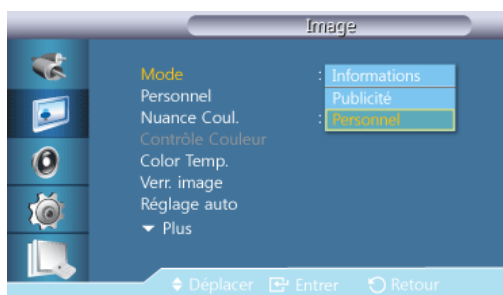 Image
Mode : Informations
Personnel Publicité
Nuance Coul. : Personnel
Contrôle Couleur
Color Temp.
Verr. image
Réglage auto
Plus
Déplacer Entrer Retour